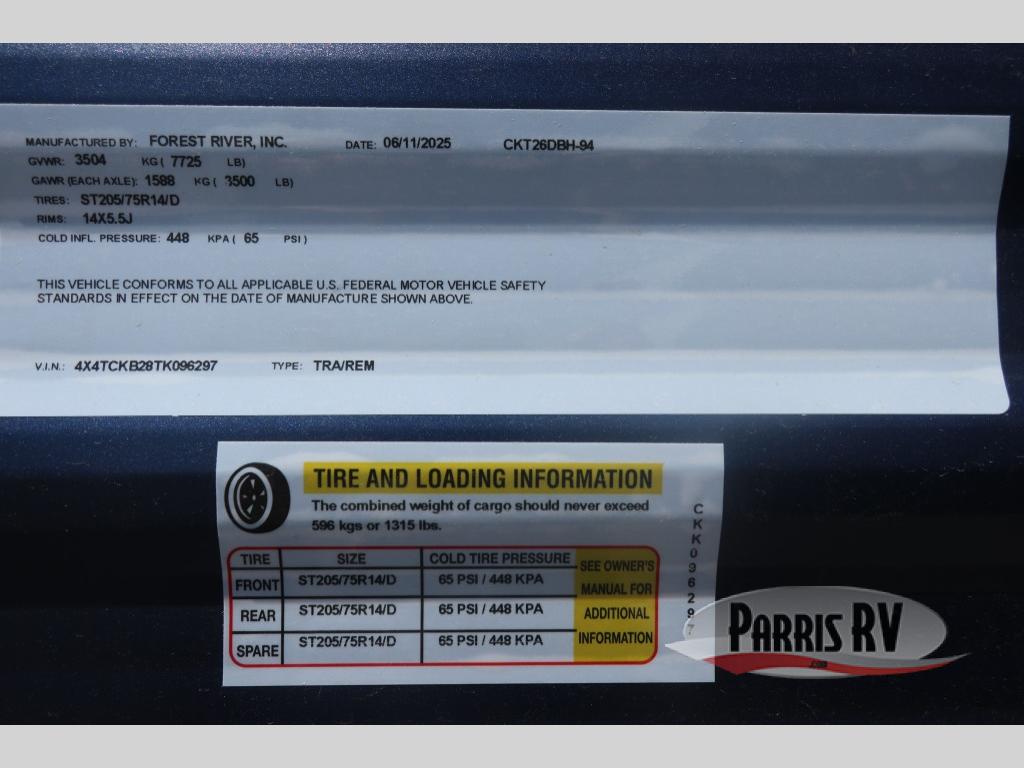 MANUFACTURED BY: FOREST RIVER, INC. DATE: 06/11/2025 CKT26DBH-94
GVWR: 3504 KG ( 7725 LB)
GAWR (EACH AXLE): 1588 KG ( 3500 LB)
TIRES: ST205/75R14/D
RIMS: 14X5.5J
COLD INFL. PRESSURE: 448 KPA ( 65 PSI )
THIS VEHICLE CONFORMS TO ALL APPLICABLE U.S. FEDERAL MOTOR VEHICLE SAFETY
STANDARDS IN EFFECT ON THE DATE OF MANUFACTURE SHOWN ABOVE.
V.I.N.: 4X4TCKB28TK096297 TYPE: TRA/REM
TIRE AND LOADING INFORMATION
The combined weight of cargo should never exceed
596 kgs or 1315 lbs.
TIRE SIZE COLD TIRE PRESSURE
FRONT ST205/75R14/D 65 PSI / 448 KPA
REAR ST205/75R14/D 65 PSI / 448 KPA
SPARE ST205/75R14/D 65 PSI / 448 KPA
SEE OWNER'S
MANUAL FOR
ADDITIONAL
INFORMATION
CKK096297
PARRIS RV
.com